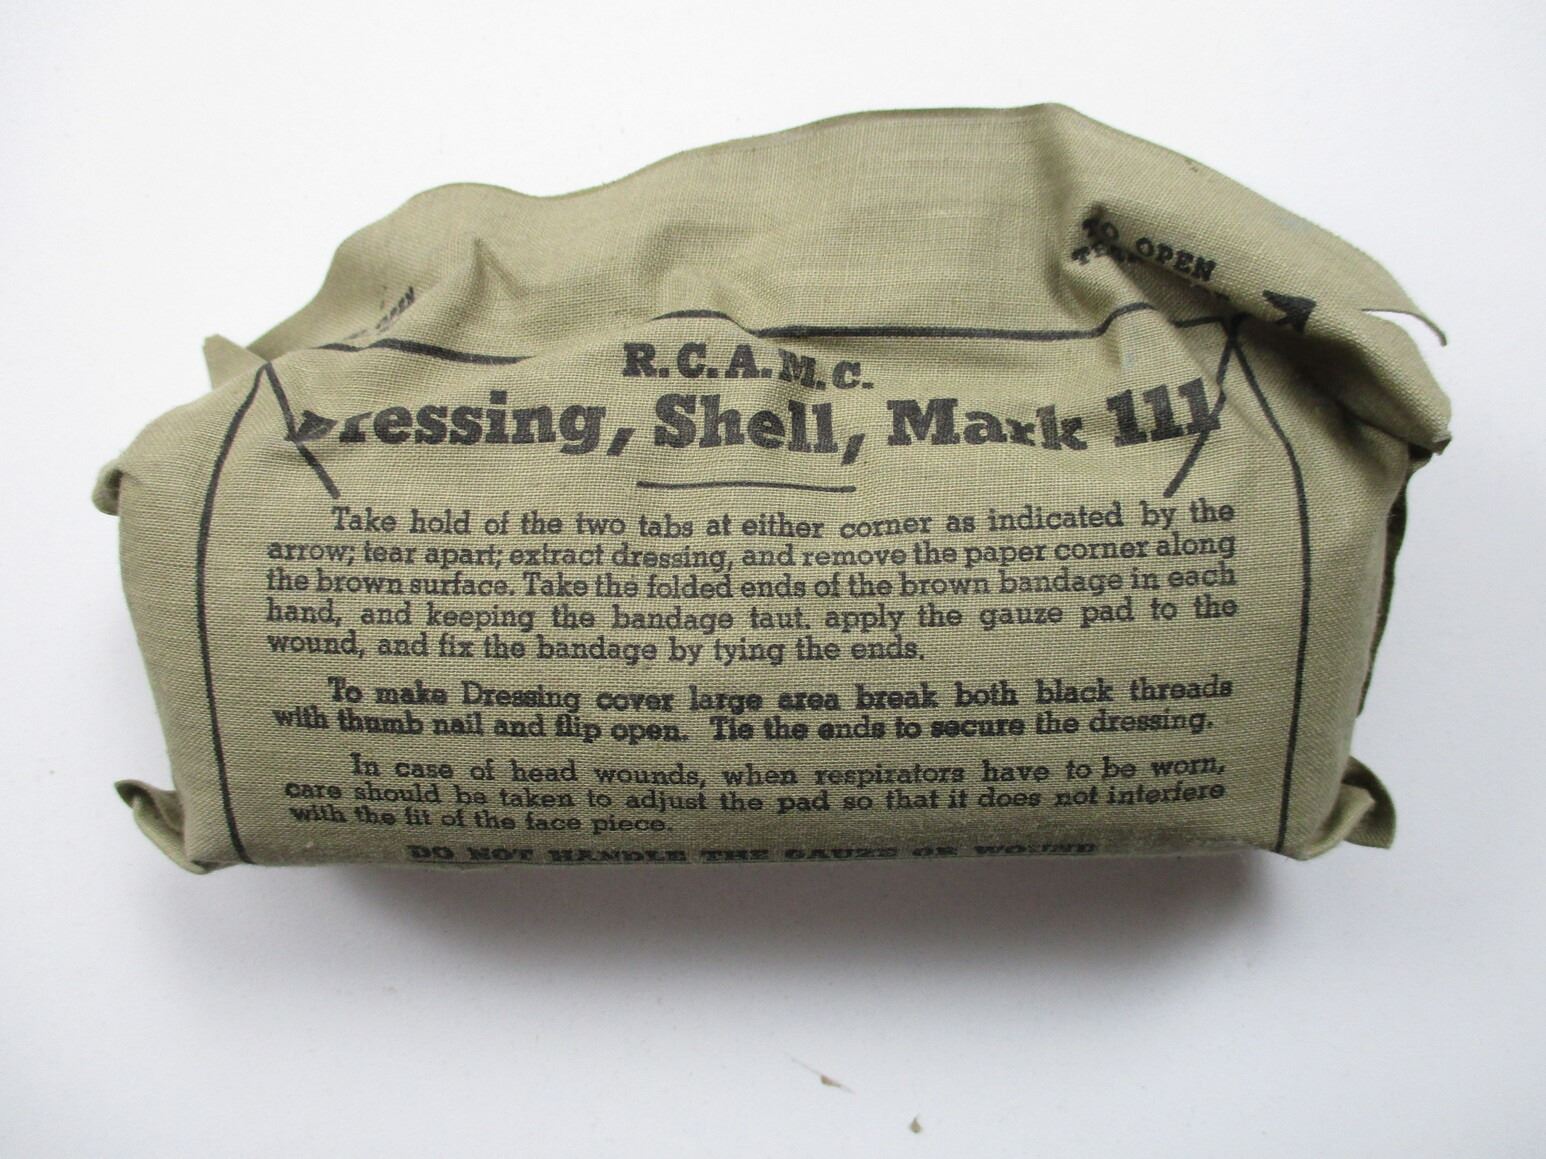 TO OPEN
OPEN
R.C.A.M.C.
Dressing, Shell, Mark 111
Take hold of the two tabs at either corner as indicated by the
arrow; tear apart; extract dressing, and remove the paper corner along
the brown surface. Take the folded ends of the brown bandage in each
hand, and keeping the bandage taut. apply the gauze pad to the
wound, and fix the bandage by tying the ends.
To make Dressing cover large area break both black threads
with thumb nail and flip open. Tie the ends to secure the dressing.
In case of head wounds, when respirators have to be worn,
care should be taken to adjust the pad so that it does not interfere
with the fit of the face piece.
DO NOT HANDLE THE GAUZE OR WOUND